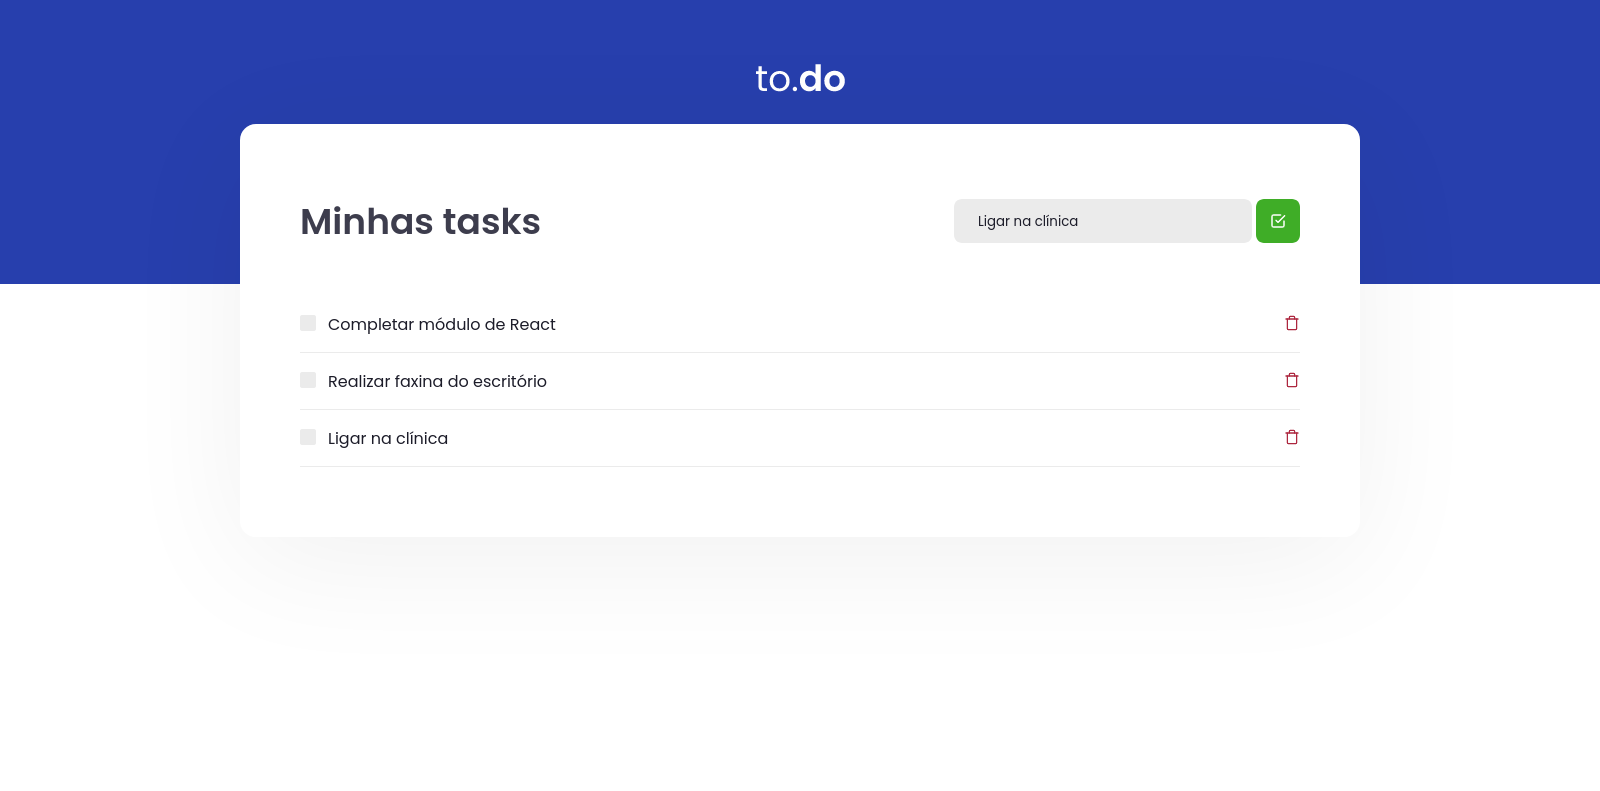 to.do
Minhas tasks
Ligar na clínica
Completar módulo de React
Realizar faxina do escritório
Ligar na clínica